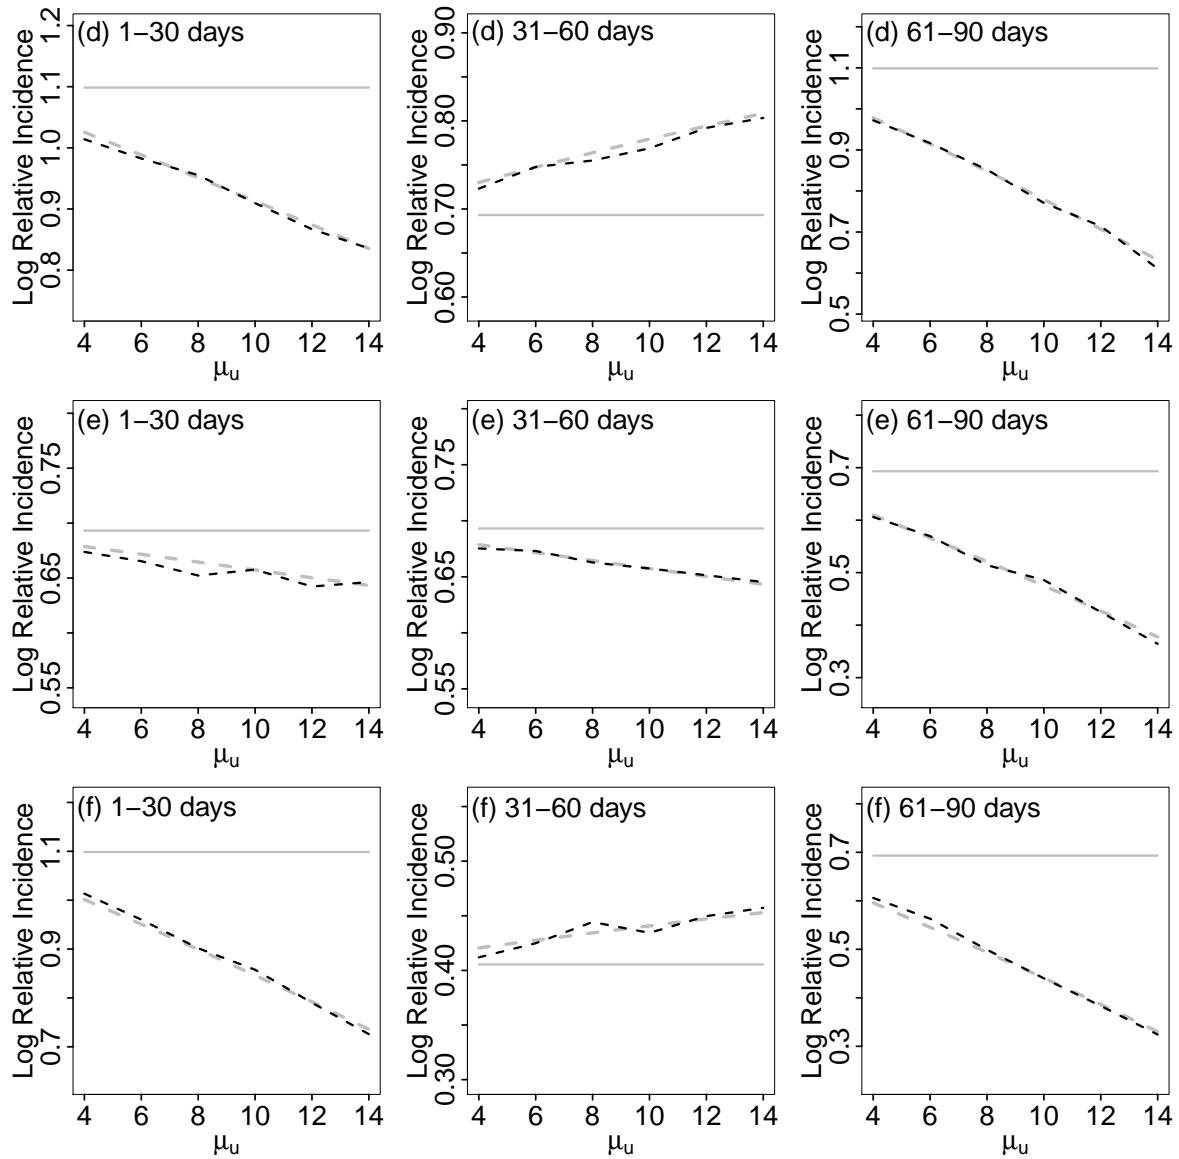 (d) 1−30 days
Log Relative Incidence
0.8 0.9 1.0 1.1 1.2
4 6 8 10 12 14
μu
(d) 31−60 days
Log Relative Incidence
0.60 0.70 0.80 0.90
4 6 8 10 12 14
μu
(d) 61−90 days
Log Relative Incidence
0.5 0.7 0.9 1.1
4 6 8 10 12 14
μu
(e) 1−30 days
Log Relative Incidence
0.55 0.65 0.75
4 6 8 10 12 14
μu
(e) 31−60 days
Log Relative Incidence
0.55 0.65 0.75
4 6 8 10 12 14
μu
(e) 61−90 days
Log Relative Incidence
0.3 0.5 0.7
4 6 8 10 12 14
μu
(f) 1−30 days
Log Relative Incidence
0.7 0.9 1.1
4 6 8 10 12 14
μu
(f) 31−60 days
Log Relative Incidence
0.30 0.40 0.50
4 6 8 10 12 14
μu
(f) 61−90 days
Log Relative Incidence
0.3 0.5 0.7
4 6 8 10 12 14
μu